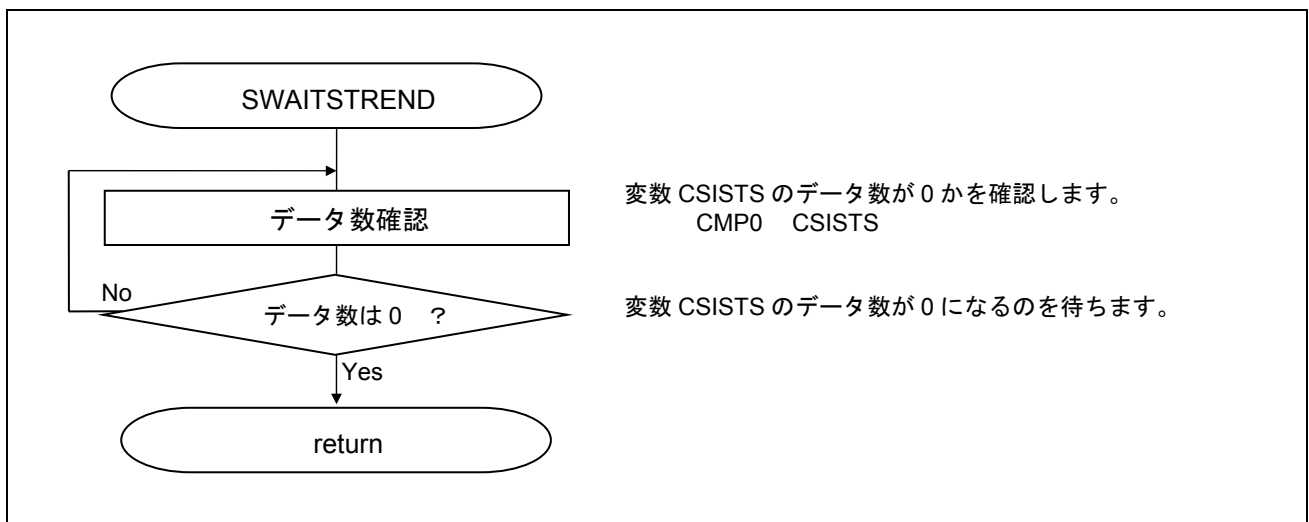 SWAITSTREND
データ数確認
変数 CSISTS のデータ数が 0 かを確認します。
CMP0 CSISTS
No
データ数は 0 ？
変数 CSISTS のデータ数が 0 になるのを待ちます。
Yes
return